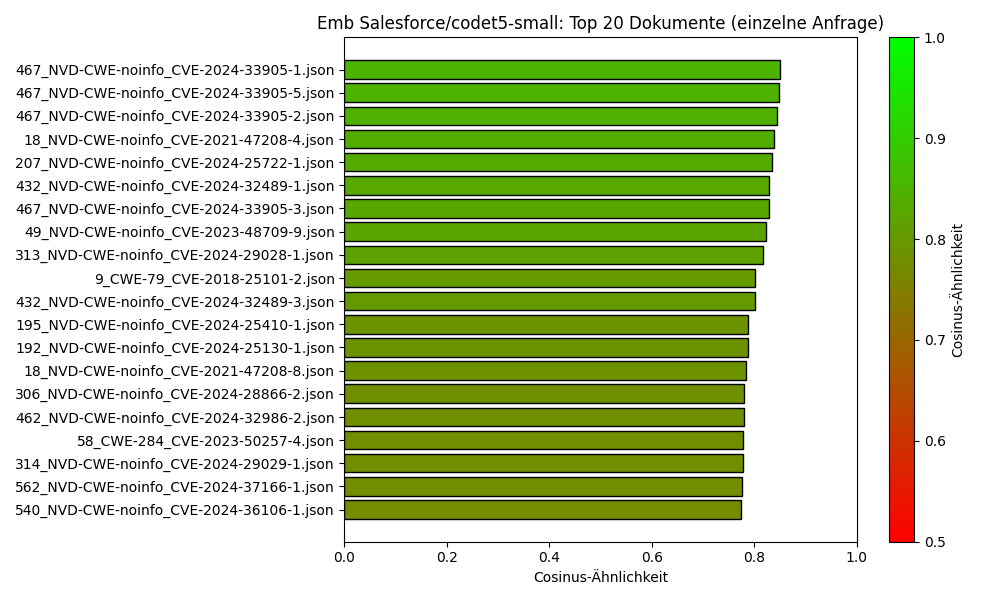 Emb Salesforce/codet5-small: Top 20 Dokumente (einzelne Anfrage)
467_NVD-CWE-noinfo_CVE-2024-33905-1.json
467_NVD-CWE-noinfo_CVE-2024-33905-5.json
467_NVD-CWE-noinfo_CVE-2024-33905-2.json
18_NVD-CWE-noinfo_CVE-2021-47208-4.json
207_NVD-CWE-noinfo_CVE-2024-25722-1.json
432_NVD-CWE-noinfo_CVE-2024-32489-1.json
467_NVD-CWE-noinfo_CVE-2024-33905-3.json
49_NVD-CWE-noinfo_CVE-2023-48709-9.json
313_NVD-CWE-noinfo_CVE-2024-29028-1.json
9_CWE-79_CVE-2018-25101-2.json
432_NVD-CWE-noinfo_CVE-2024-32489-3.json
195_NVD-CWE-noinfo_CVE-2024-25410-1.json
192_NVD-CWE-noinfo_CVE-2024-25130-1.json
18_NVD-CWE-noinfo_CVE-2021-47208-8.json
306_NVD-CWE-noinfo_CVE-2024-28866-2.json
462_NVD-CWE-noinfo_CVE-2024-32986-2.json
58_CWE-284_CVE-2023-50257-4.json
314_NVD-CWE-noinfo_CVE-2024-29029-1.json
562_NVD-CWE-noinfo_CVE-2024-37166-1.json
540_NVD-CWE-noinfo_CVE-2024-36106-1.json
0.0 0.2 0.4 0.6 0.8 1.0
Cosinus-Ähnlichkeit
1.0
0.9
0.8
0.7
0.6
0.5
Cosinus-Ähnlichkeit